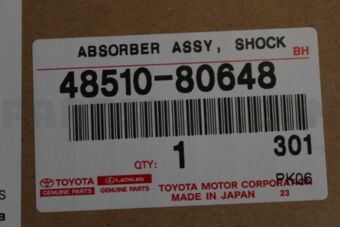 ABSORBER ASSY, SHOCK
BH
48510-80648
QTY: 1 301
PK06
TOYOTA LEXUS
GENUINE PARTS GENUINE PARTS
TOYOTA MOTOR CORPORATION
MADE IN JAPAN 23
S
a